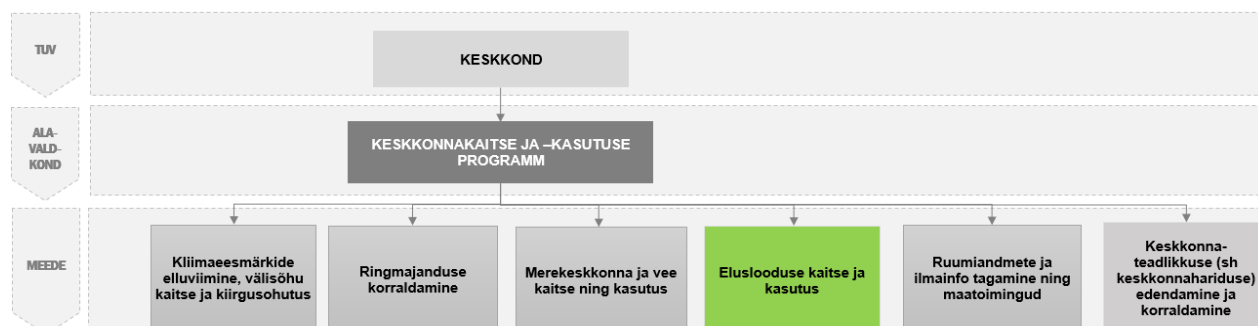 TUV
KESKKOND
ALA-
VALD-
KOND
KESKKONNAKAITSE JA –KASUTUSE
PROGRAMM
MEEDE
Kliimaeesmärkide
elluviimine, välisõhu
kaitse ja kiirgusohutus
Ringmajanduse
korraldamine
Merekeskkonna ja vee
kaitse ning kasutus
Eluslooduse kaitse ja
kasutus
Ruumiandmete ja
ilmainfo tagamine ning
maatoimingud
Keskkonna-
teadlikkuse (sh
keskkonnahariduse)
edendamine ja
korraldamine